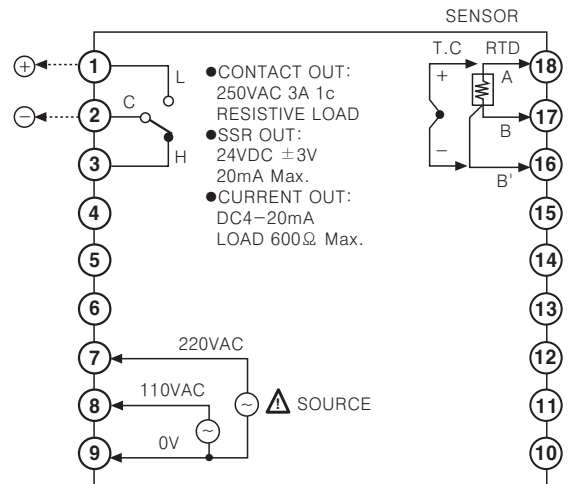 SENSOR
⊕ 1 L
⊖ 2 C
3 H
4
5
6
7
8
9
●CONTACT OUT:
250VAC 3A 1c
RESISTIVE LOAD
●SSR OUT:
24VDC ±3V
20mA Max.
●CURRENT OUT:
DC4-20mA
LOAD 600Ω Max.
T.C RTD
+ A
B
− B'
18
17
16
15
14
13
12
11
10
220VAC
110VAC
0V
~
~
⚠ SOURCE